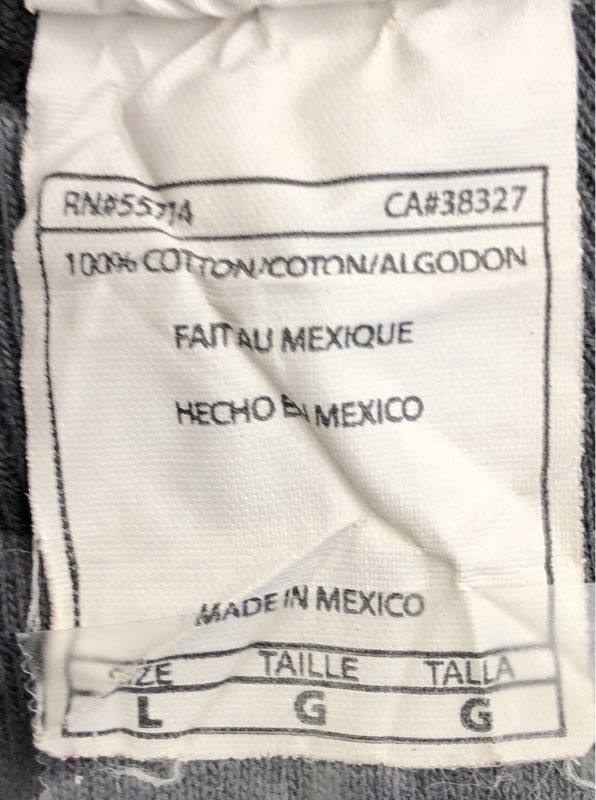 RN#55714 CA#38327
100% COTTON/COTON/ALGODON
FAIT AU MEXIQUE
HECHO EN MEXICO
MADE IN MEXICO
SIZE TAILLE TALLA
L G G